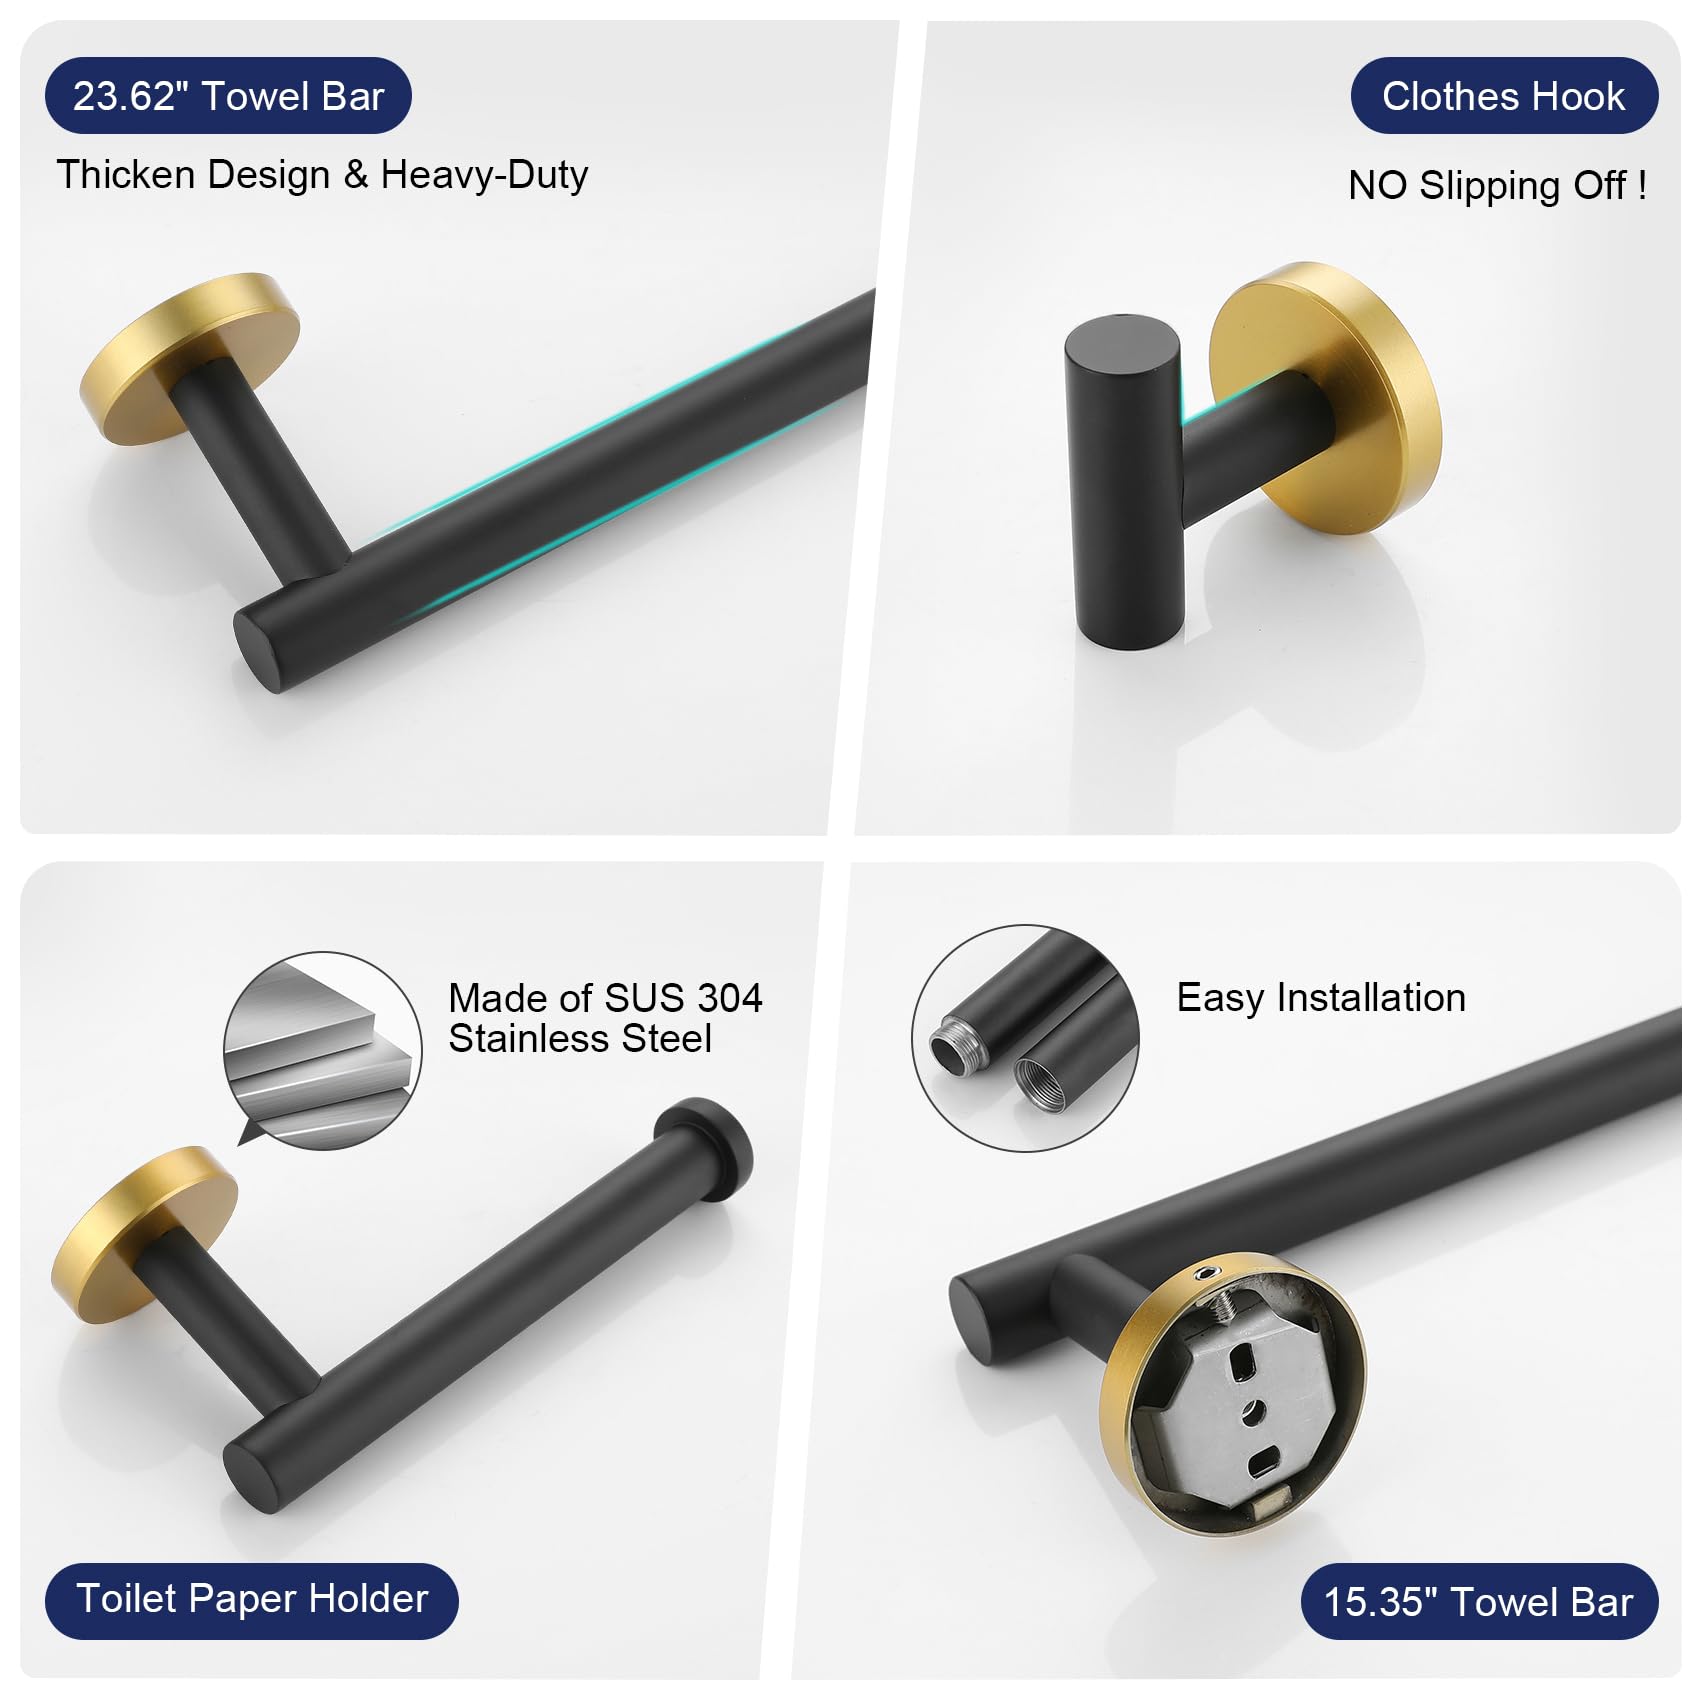 23.62" Towel Bar
Thicken Design & Heavy-Duty
Clothes Hook
NO Slipping Off !
Made of SUS 304
Stainless Steel
Toilet Paper Holder
Easy Installation
15.35" Towel Bar